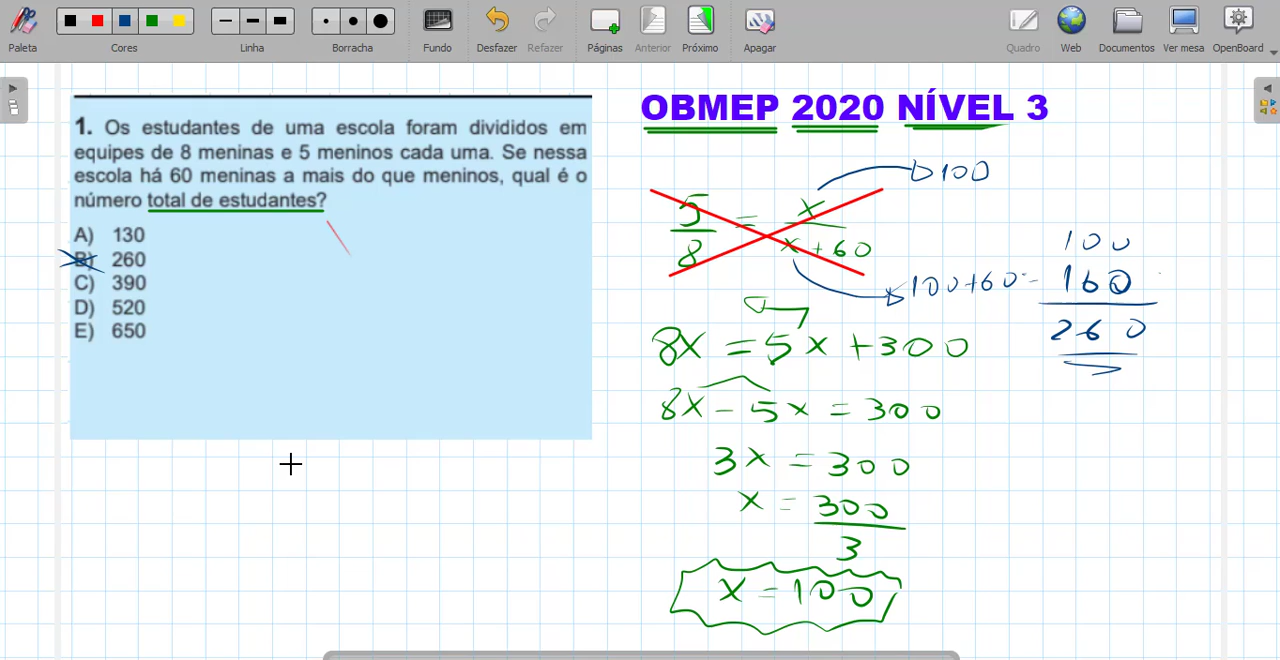 Paleta
Cores
Linha
Borracha
Fundo
Desfazer
Refazer
Páginas
Anterior
Próximo
Apagar
Quadro
Web
Documentos
Ver mesa
OpenBoard
1. Os estudantes de uma escola foram divididos em
equipes de 8 meninas e 5 meninos cada uma. Se nessa
escola há 60 meninas a mais do que meninos, qual é o
número total de estudantes?
A) 130
B) 260
C) 390
D) 520
E) 650
OBMEP 2020 NÍVEL 3
5/8 = x/x+60
100
100+60=
100
160
260
8x = 5x+300
8x - 5x = 300
3x = 300
x = 300
3
x = 100